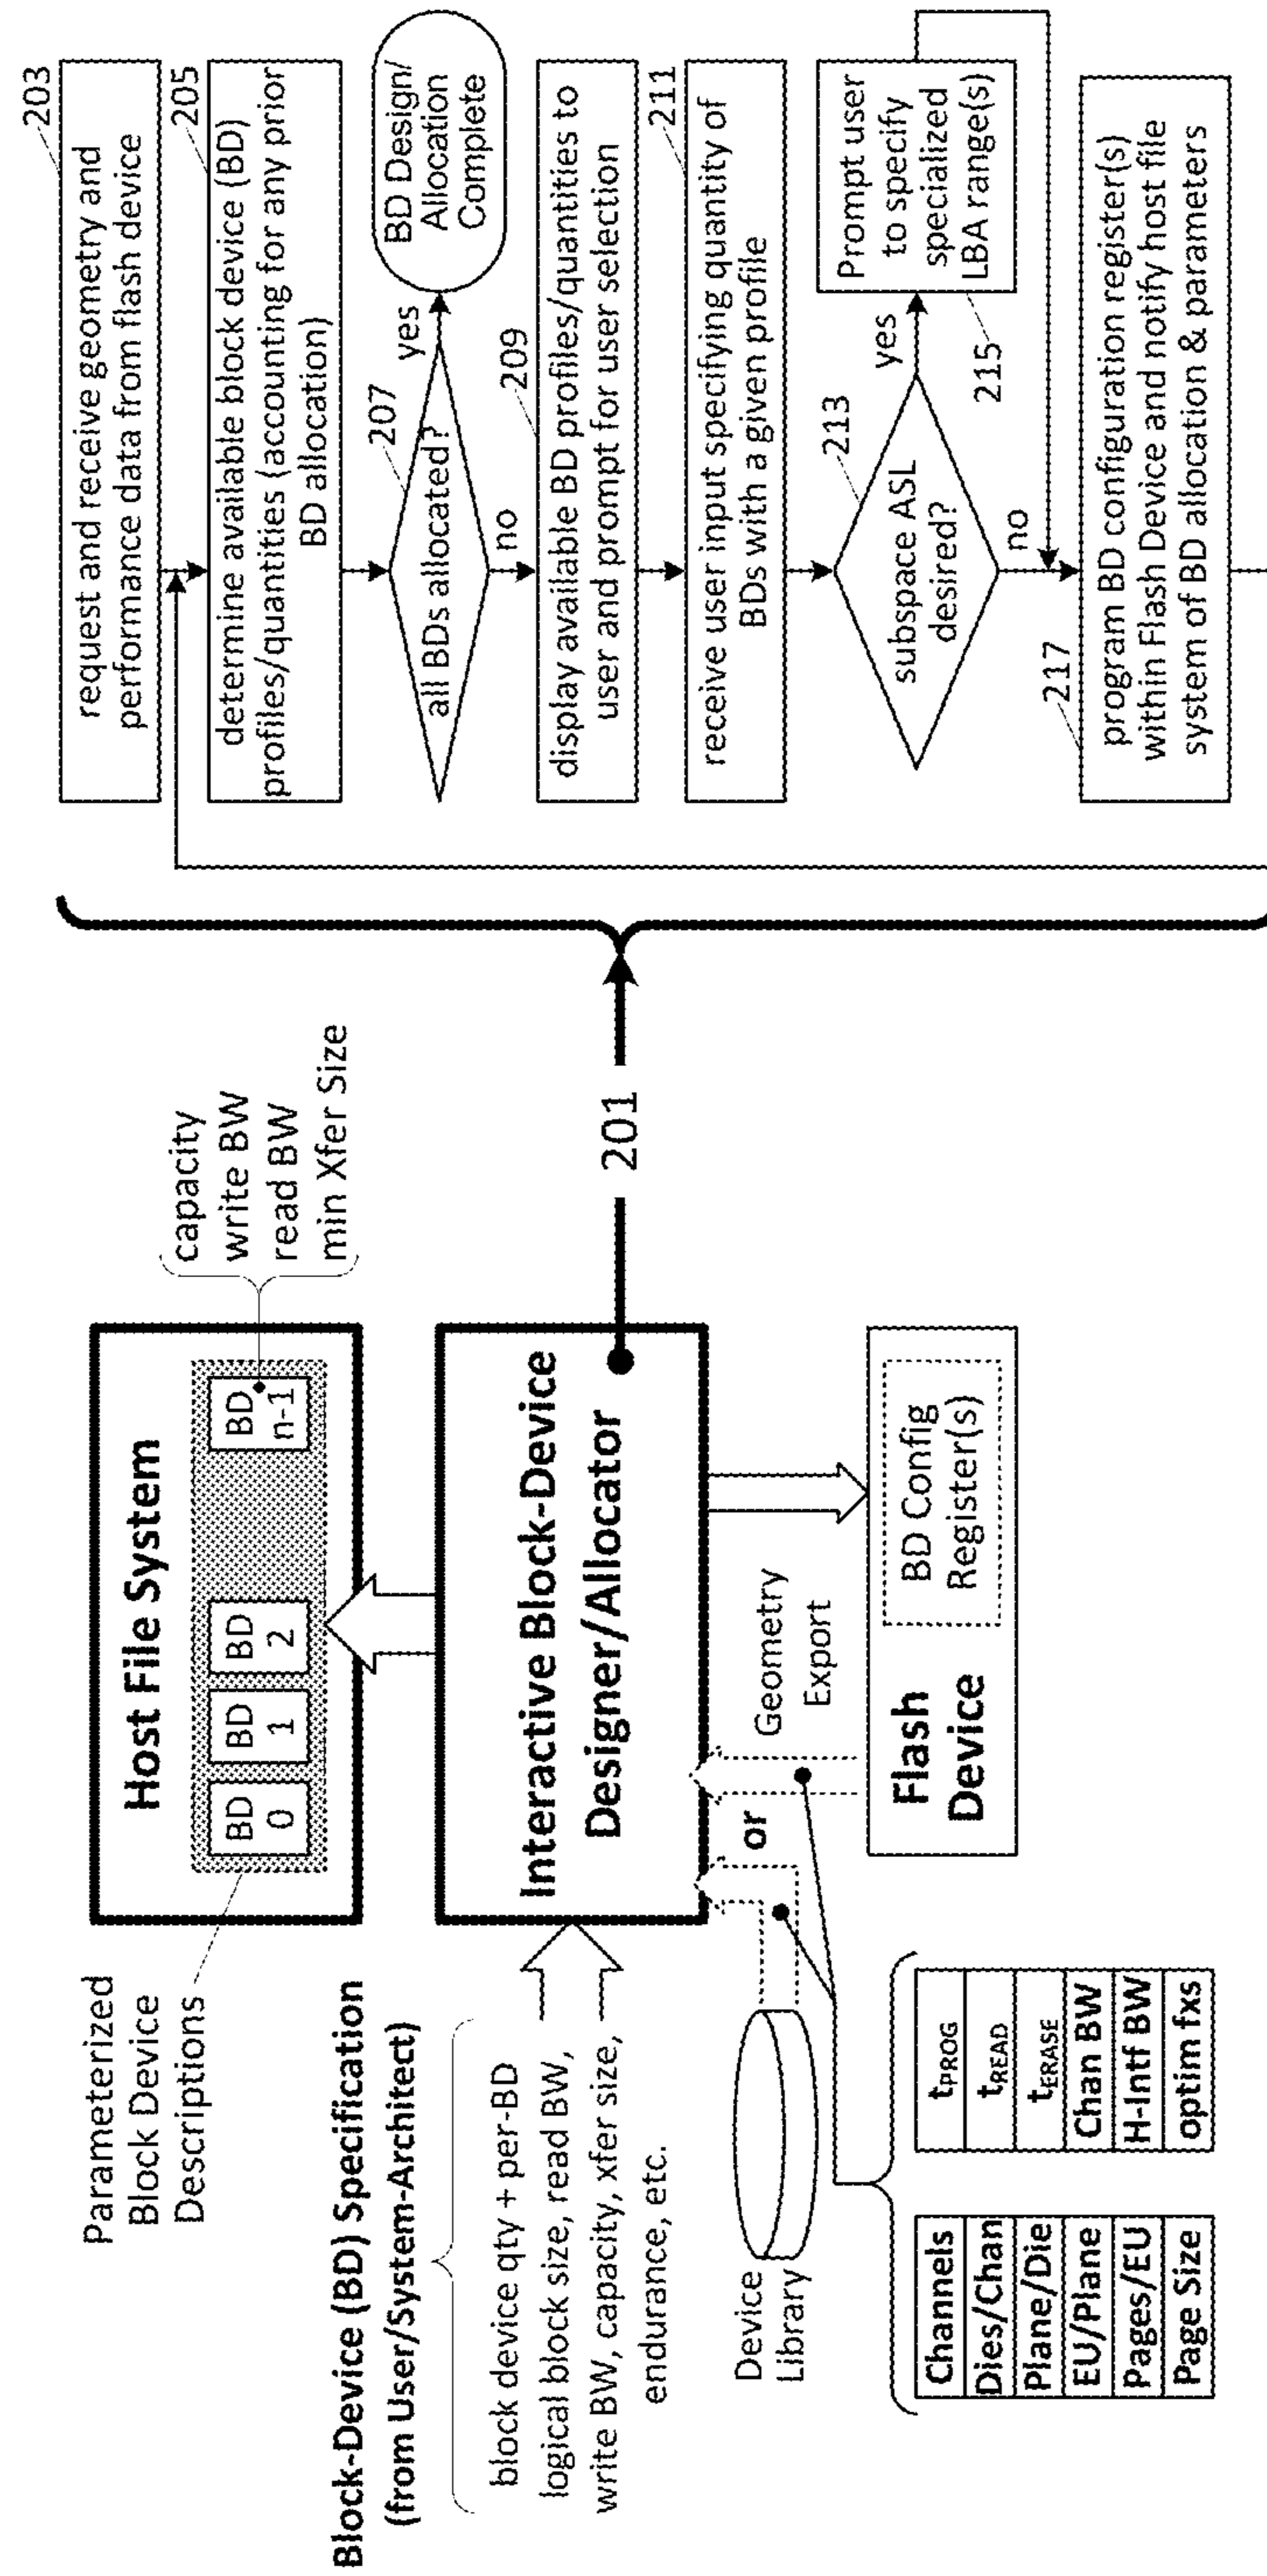 Parameterized
Block Device
Descriptions
Host File System
BD
0
BD
1
BD
2
BD
n-1
capacity
write BW
read BW
min Xfer Size
Block-Device (BD) Specification
(from User/System-Architect)
block device qty + per-BD
logical block size, read BW,
write BW, capacity, xfer size,
endurance, etc.
Interactive Block-Device
Designer/Allocator
201
Device
Library
or
Geometry
Export
Flash
Device
BD Config
Register(s)
Channels
Dies/Chan
Plane/Die
EU/Plane
Pages/EU
Page Size
tPROG
tREAD
tERASE
Chan BW
H-Intf BW
optim fxs
203
request and receive geometry and
performance data from flash device
205
determine available block device (BD)
profiles/quantities (accounting for any prior
BD allocation)
207
all BDs allocated?
yes
BD Design/
Allocation
Complete
no
209
display available BD profiles/quantities to
user and prompt for user selection
211
receive user input specifying quantity of
BDs with a given profile
213
subspace ASL
desired?
yes
Prompt user
to specify
specialized
LBA range(s)
215
no
217
program BD configuration register(s)
within Flash Device and notify host file
system of BD allocation & parameters